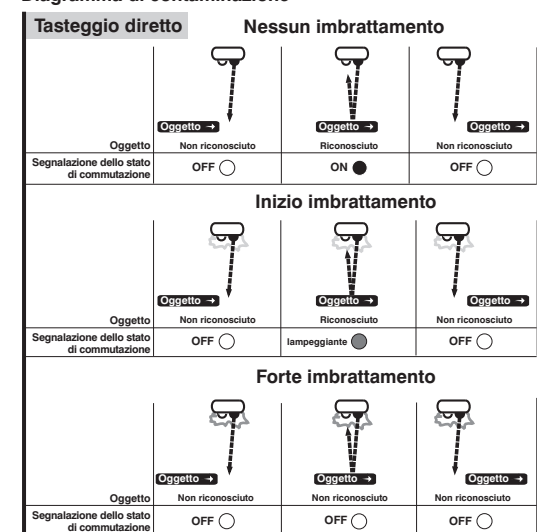 Tasteggio diretto
Nessun imbrattamento
Oggetto → Oggetto → Oggetto →
Oggetto Non riconosciuto Riconosciuto Non riconosciuto
Segnalazione dello stato
di commutazione OFF ON OFF
Inizio imbrattamento
Oggetto → Oggetto → Oggetto →
Oggetto Non riconosciuto Riconosciuto Non riconosciuto
Segnalazione dello stato
di commutazione OFF lampeggiante OFF
Forte imbrattamento
Oggetto → Oggetto → Oggetto →
Oggetto Non riconosciuto Non riconosciuto Non riconosciuto
Segnalazione dello stato
di commutazione OFF OFF OFF